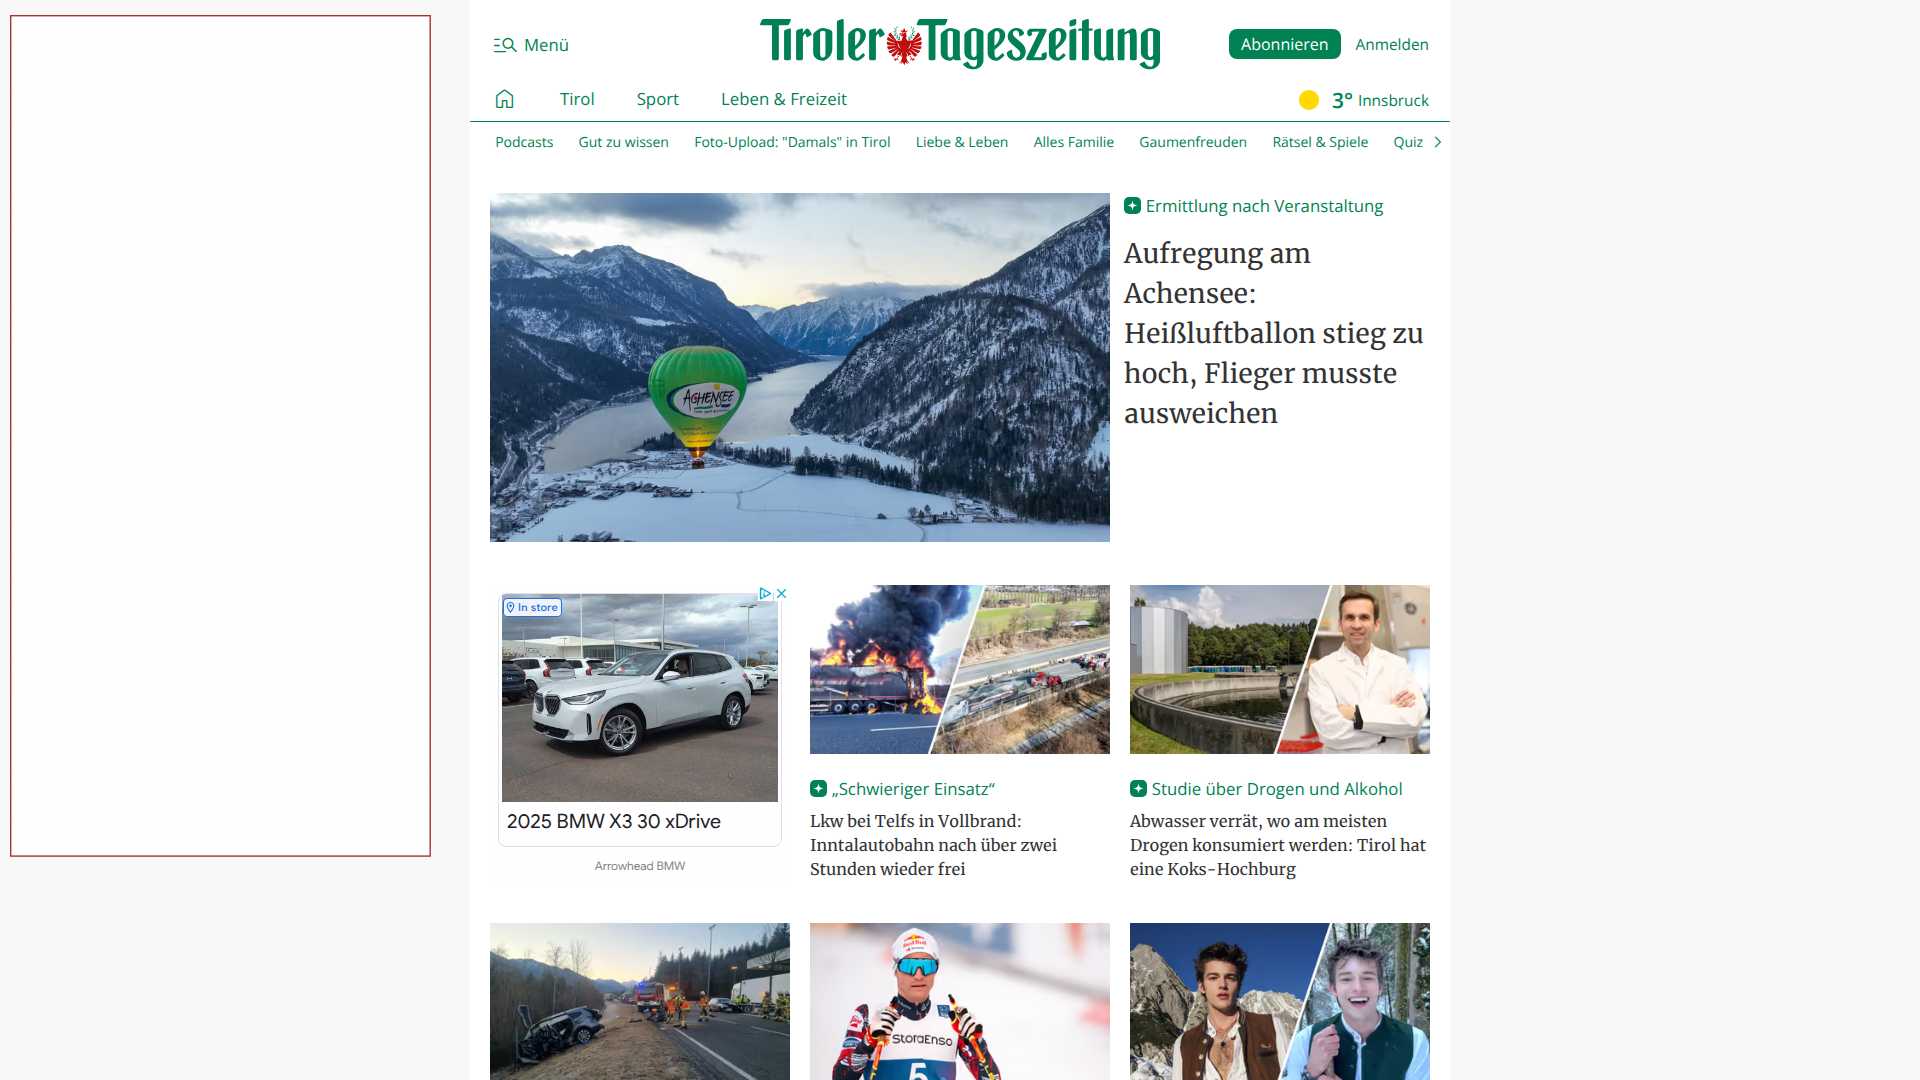 Menü
Tiroler Tageszeitung
Abonnieren
Anmelden
Tirol
Sport
Leben & Freizeit
3° Innsbruck
Podcasts
Gut zu wissen
Foto-Upload: "Damals" in Tirol
Liebe & Leben
Alles Familie
Gaumenfreuden
Rätsel & Spiele
Quiz
ACHENSEE
Ermittlung nach Veranstaltung
Aufregung am
Achensee:
Heißluftballon stieg zu
hoch, Flieger musste
ausweichen
In store
2025 BMW X3 30 xDrive
Arrowhead BMW
„Schwieriger Einsatz“
Lkw bei Telfs in Vollbrand:
Inntalautobahn nach über zwei
Stunden wieder frei
Studie über Drogen und Alkohol
Abwasser verrät, wo am meisten
Drogen konsumiert werden: Tirol hat
eine Koks-Hochburg
Red Bull
StoraEnso
5